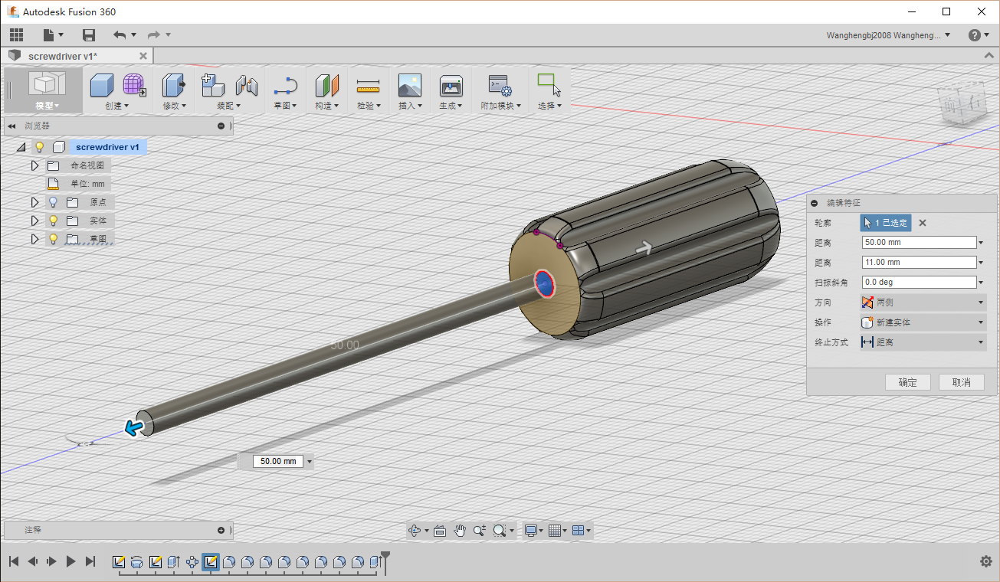 Autodesk Fusion 360
Wanghengbj2008 Wanghengl...
screwdriver v1*
模型
创建
修改
装配
草图
构造
检验
插入
生成
附加模块
选择
前
右
浏览器
screwdriver v1
命名视图
单位: mm
原点
实体
草图
编辑特征
轮廓
1 已选定
距离
50.00 mm
距离
11.00 mm
扫掠斜角
0.0 deg
方向
两侧
操作
新建实体
终止方式
距离
确定
取消
50.00
50.00 mm
注释